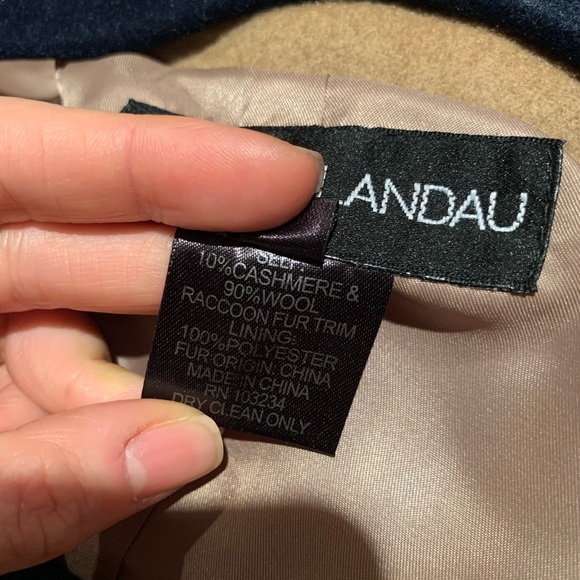 LANDAU
SELF:
10%CASHMERE &
90%WOOL
RACCOON FUR TRIM
LINING:
100%POLYESTER
FUR ORIGIN: CHINA
MADE IN CHINA
RN 103234
DRY CLEAN ONLY